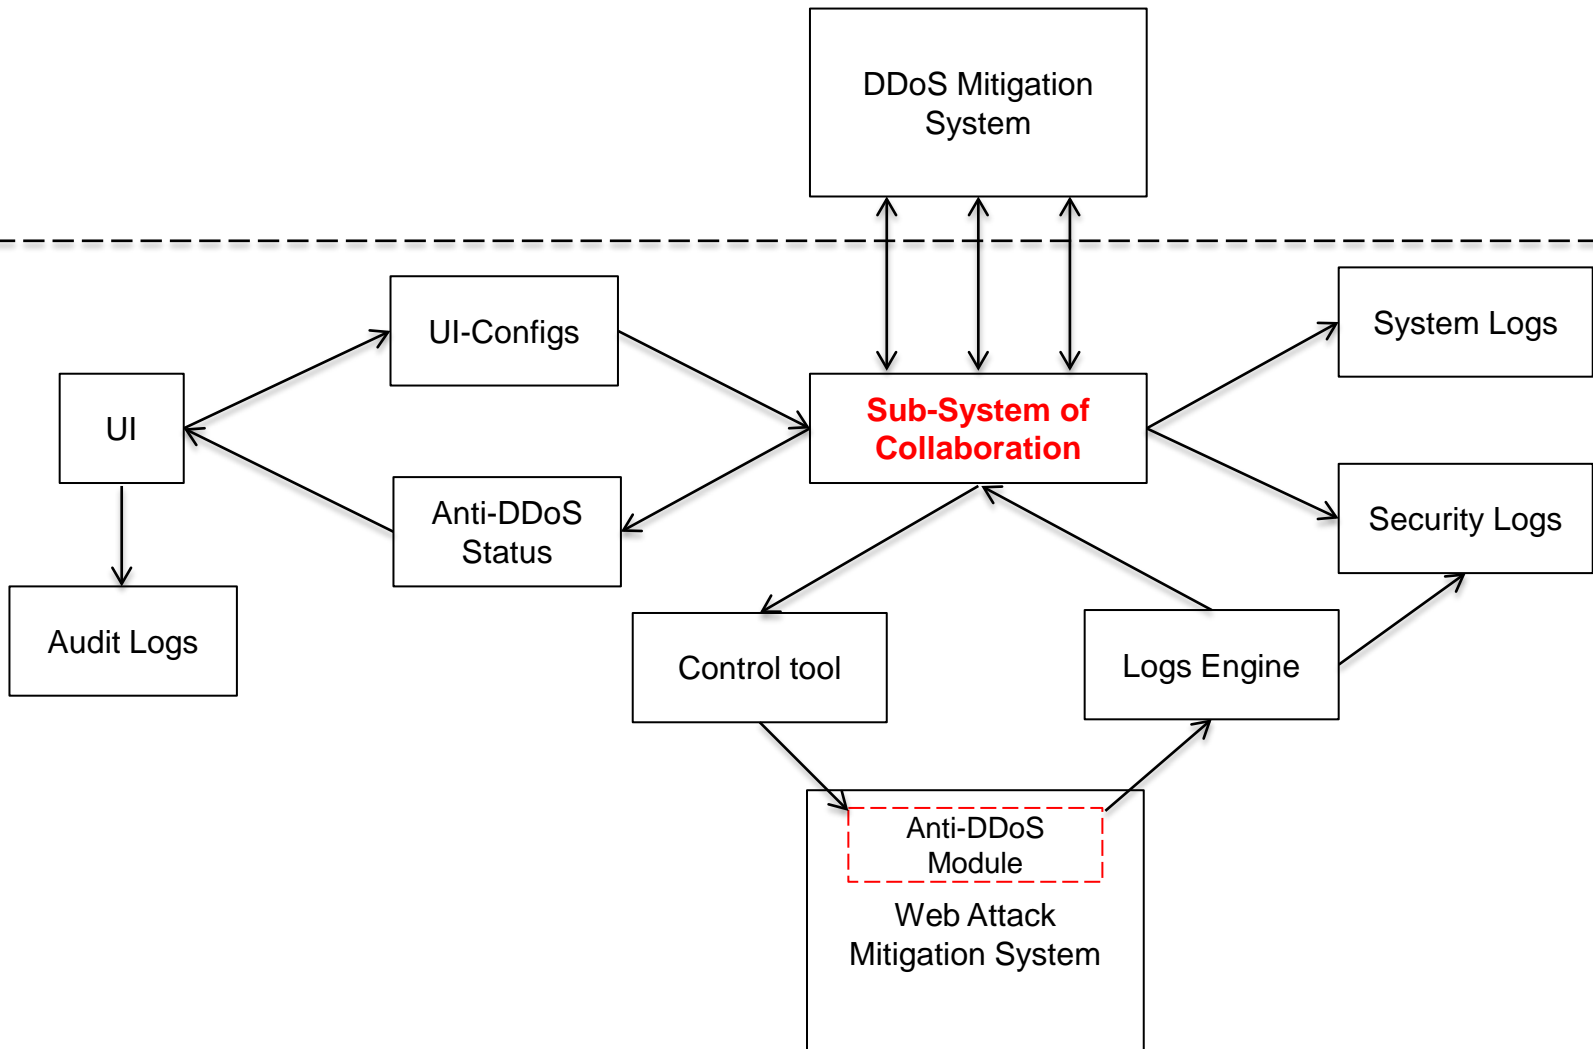 DDoS Mitigation
System
UI-Configs
System Logs
UI
Sub-System of
Collaboration
Anti-DDoS
Status
Security Logs
Audit Logs
Control tool
Logs Engine
Anti-DDoS
Module
Web Attack
Mitigation System